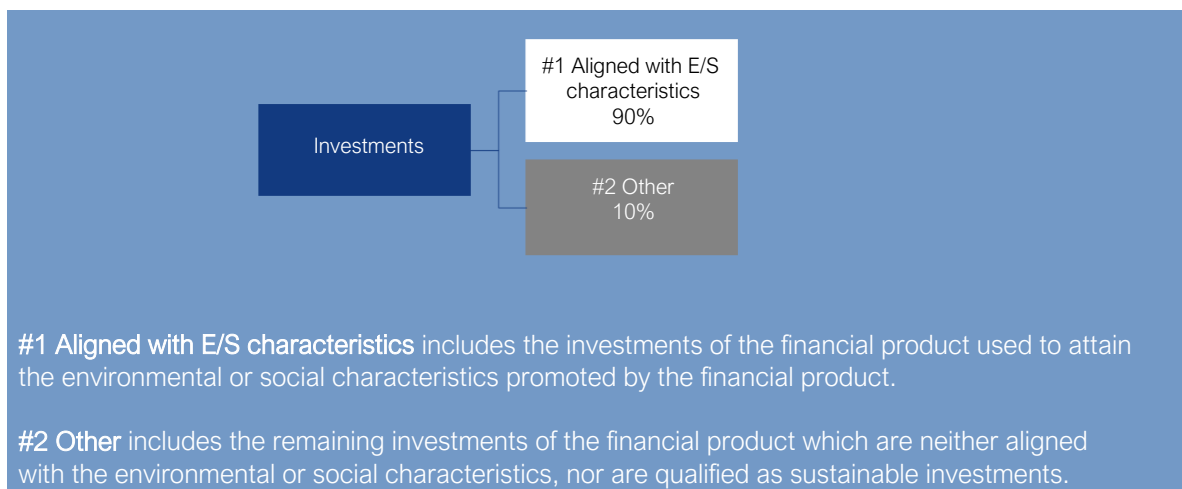 #1 Aligned with E/S
characteristics
90%
Investments
#2 Other
10%
#1 Aligned with E/S characteristics includes the investments of the financial product used to attain
the environmental or social characteristics promoted by the financial product.
#2 Other includes the remaining investments of the financial product which are neither aligned
with the environmental or social characteristics, nor are qualified as sustainable investments.